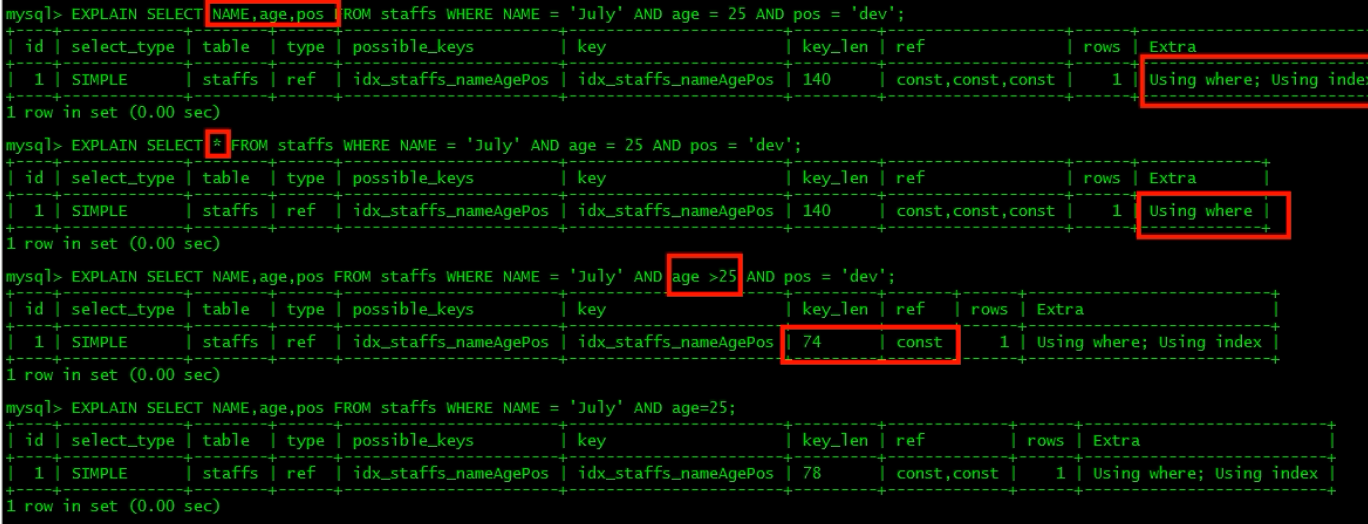 mysql> EXPLAIN SELECT NAME,age,pos FROM staffs WHERE NAME = 'July' AND age = 25 AND pos = 'dev';
| id | select_type | table | type | possible_keys | key | key_len | ref | rows | Extra
| 1 | SIMPLE | staffs | ref | idx_staffs_nameAgePos | idx_staffs_nameAgePos | 140 | const,const,const | 1 | Using where; Using index
1 row in set (0.00 sec)
mysql> EXPLAIN SELECT * FROM staffs WHERE NAME = 'July' AND age = 25 AND pos = 'dev';
| id | select_type | table | type | possible_keys | key | key_len | ref | rows | Extra |
| 1 | SIMPLE | staffs | ref | idx_staffs_nameAgePos | idx_staffs_nameAgePos | 140 | const,const,const | 1 | Using where |
1 row in set (0.00 sec)
mysql> EXPLAIN SELECT NAME,age,pos FROM staffs WHERE NAME = 'July' AND age >25 AND pos = 'dev';
| id | select_type | table | type | possible_keys | key | key_len | ref | rows | Extra |
| 1 | SIMPLE | staffs | ref | idx_staffs_nameAgePos | idx_staffs_nameAgePos | 74 | const | 1 | Using where; Using index |
1 row in set (0.00 sec)
mysql> EXPLAIN SELECT NAME,age,pos FROM staffs WHERE NAME = 'July' AND age=25;
| id | select_type | table | type | possible_keys | key | key_len | ref | rows | Extra |
| 1 | SIMPLE | staffs | ref | idx_staffs_nameAgePos | idx_staffs_nameAgePos | 78 | const,const | 1 | Using where; Using index |
1 row in set (0.00 sec)